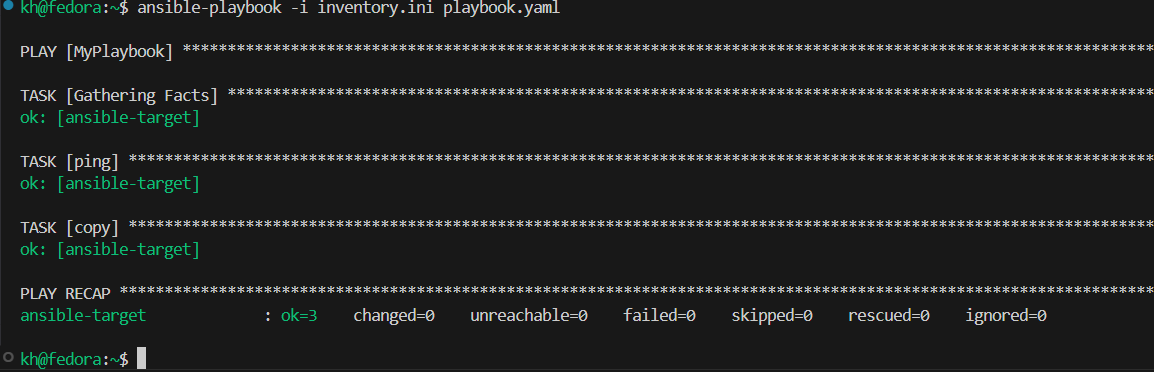 kh@fedora:~$ ansible-playbook -i inventory.ini playbook.yaml
PLAY [MyPlaybook] ************************************************************************************************************
TASK [Gathering Facts] *******************************************************************************************************
ok: [ansible-target]
TASK [ping] ******************************************************************************************************************
ok: [ansible-target]
TASK [copy] ******************************************************************************************************************
ok: [ansible-target]
PLAY RECAP *******************************************************************************************************************
ansible-target             : ok=3    changed=0    unreachable=0    failed=0    skipped=0    rescued=0    ignored=0
kh@fedora:~$